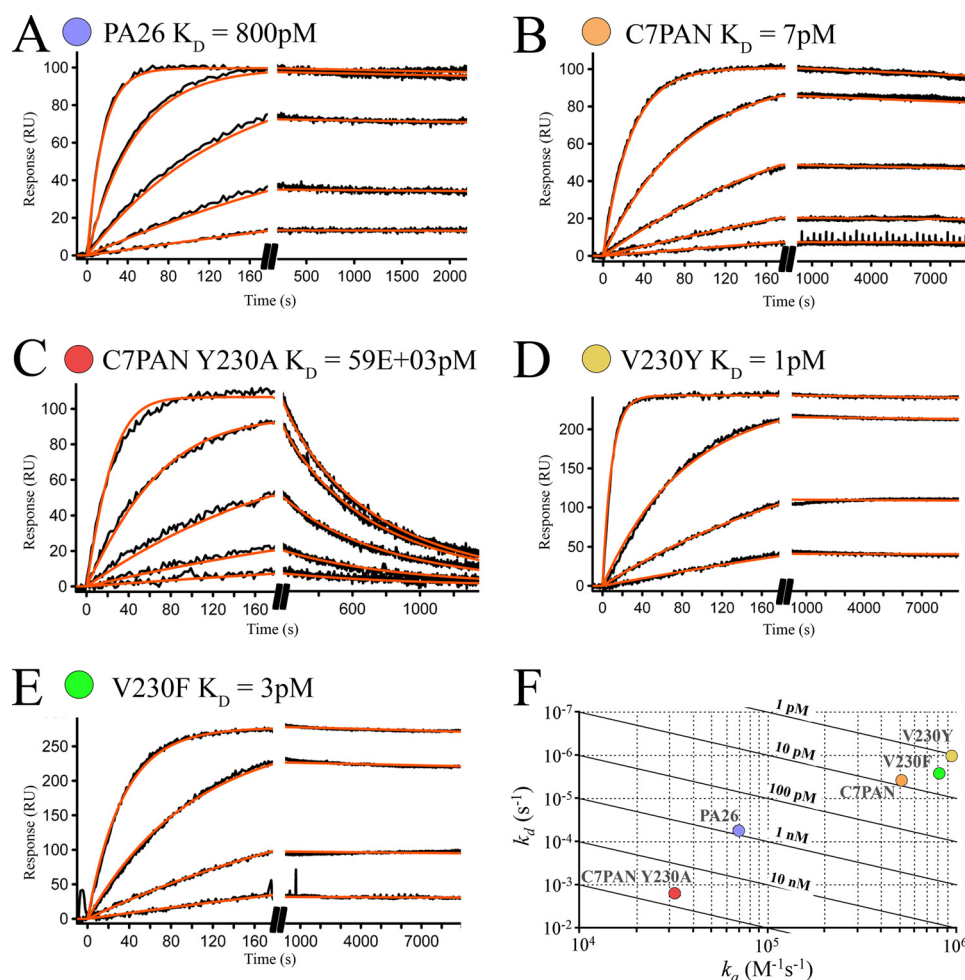 A PA26 K_D = 800pM
100
80
60
40
20
0
Response (RU)
0 40 80 120 160 500 1000 1500 2000
Time (s)
B C7PAN K_D = 7pM
100
80
60
40
20
0
Response (RU)
0 40 80 120 160 1000 4000 7000
Time (s)
C C7PAN Y230A K_D = 59E+03pM
100
80
60
40
20
0
Response (RU)
0 40 80 120 160 600 1000
Time (s)
D V230Y K_D = 1pM
200
150
100
50
0
Response (RU)
0 40 80 120 160 1000 4000 7000
Time (s)
E V230F K_D = 3pM
250
200
150
100
50
0
Response (RU)
0 40 80 120 160 1000 4000 7000
Time (s)
F
10⁻⁷
10⁻⁶
10⁻⁵
10⁻⁴
10⁻³
10⁻²
k_d (s⁻¹)
1 pM
10 pM
100 pM
1 nM
10 nM
V230Y
V230F
C7PAN
PA26
C7PAN Y230A
10⁴ 10⁵ 10⁶
k_a (M⁻¹s⁻¹)